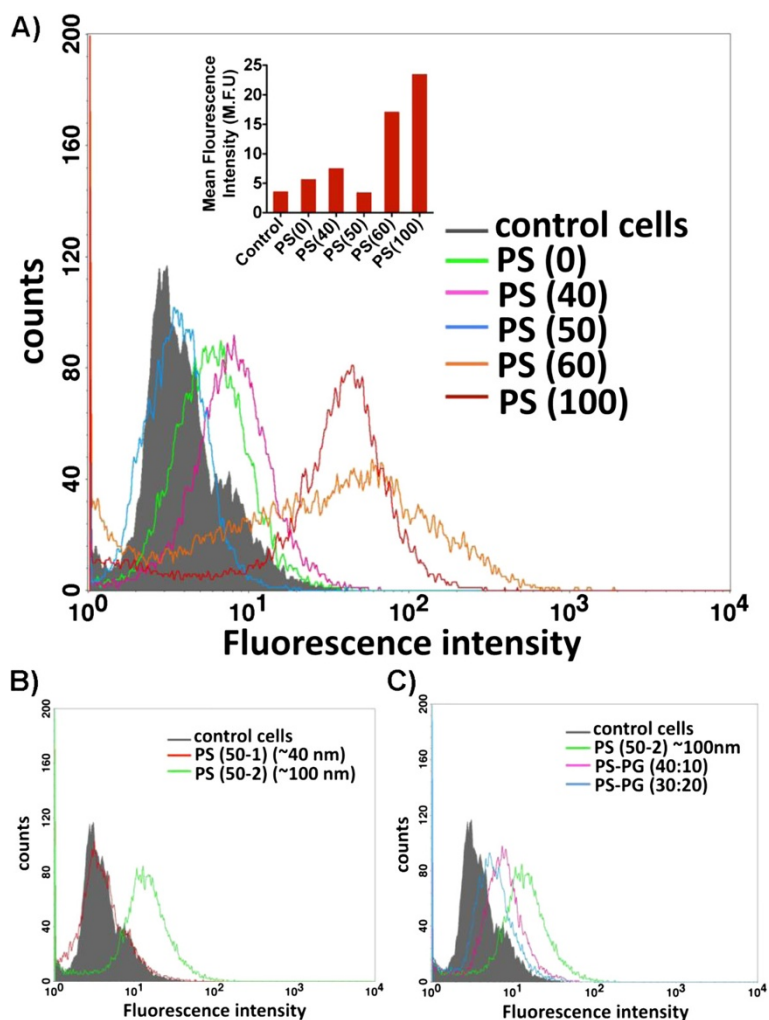 A)
200
160
120
80
40
0
counts
10^0
10^1
10^2
10^3
10^4
Fluorescence intensity
Mean Flourescence
Intensity (M.F.U)
25
20
15
10
5
0
Control
PS(0)
PS(40)
PS(50)
PS(60)
PS(100)
control cells
PS (0)
PS (40)
PS (50)
PS (60)
PS (100)
B)
200
160
120
80
40
0
counts
control cells
PS (50-1) (~40 nm)
PS (50-2) (~100 nm)
10^0
10^1
10^2
10^3
10^4
Fluorescence intensity
C)
200
160
120
80
40
0
counts
control cells
PS (50-2) ~100nm
PS-PG (40:10)
PS-PG (30:20)
10^0
10^1
10^2
10^3
10^4
Fluorescence intensity